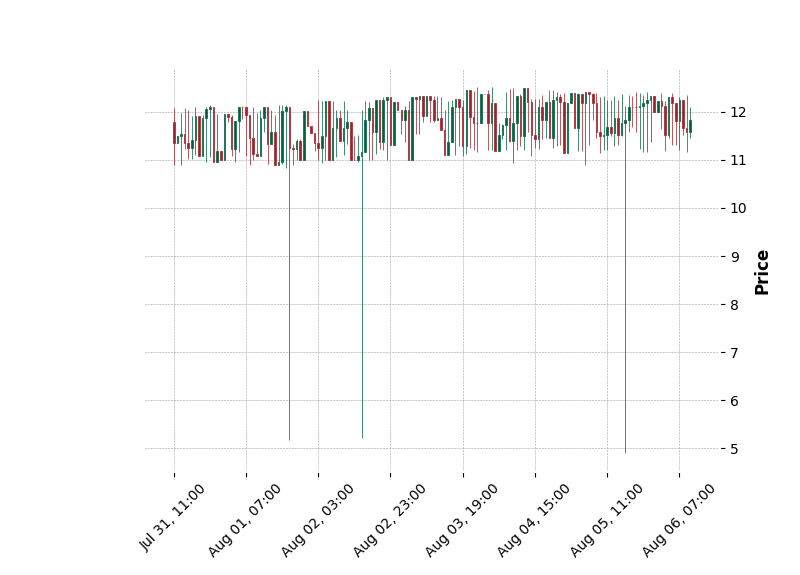 12
11
10
9
8
7
6
5
Price
Jul 31, 11:00
Aug 01, 07:00
Aug 02, 03:00
Aug 02, 23:00
Aug 03, 19:00
Aug 04, 15:00
Aug 05, 11:00
Aug 06, 07:00